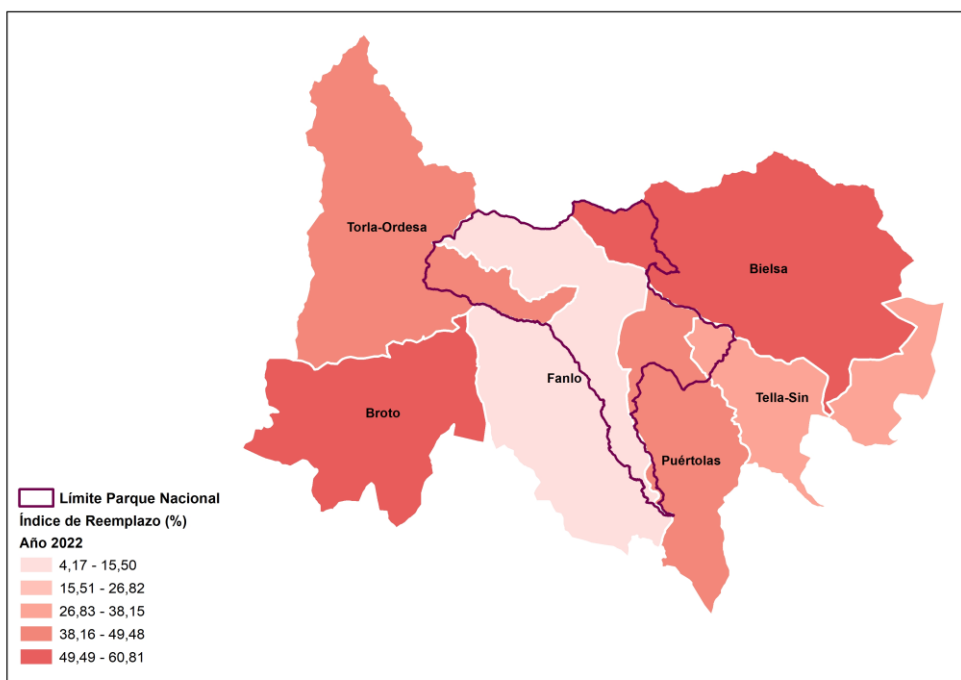 Torla-Ordesa
Bielsa
Fanlo
Tella-Sin
Broto
Puértolas
Límite Parque Nacional
Índice de Reemplazo (%)
Año 2022
4,17 - 15,50
15,51 - 26,82
26,83 - 38,15
38,16 - 49,48
49,49 - 60,81